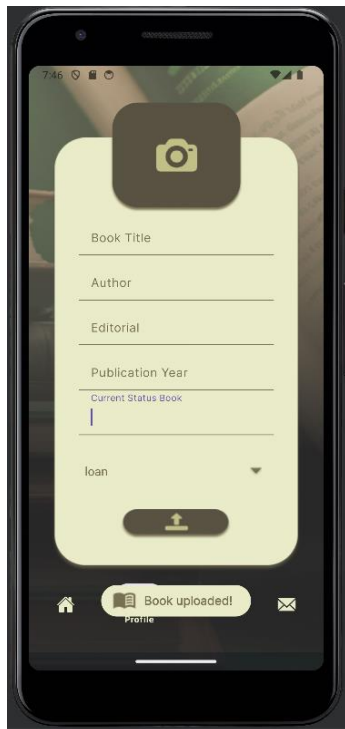 7:46
Book Title
Author
Editorial
Publication Year
Current Status Book
loan
Book uploaded!
Profile